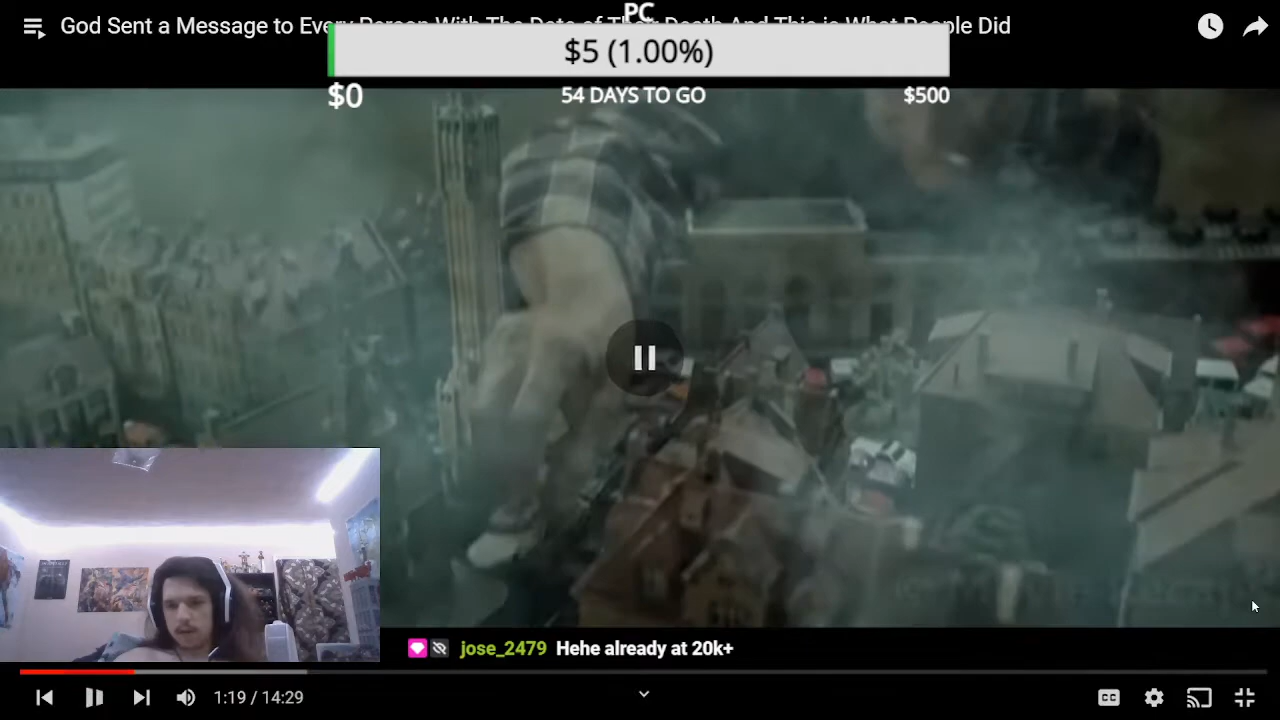 PC
God Sent a Message to Every Person With The Date of Their Death And This is What People Did
$5 (1.00%)
$0
54 DAYS TO GO
$500
jose_2479 Hehe already at 20k+
1:19 / 14:29
CC